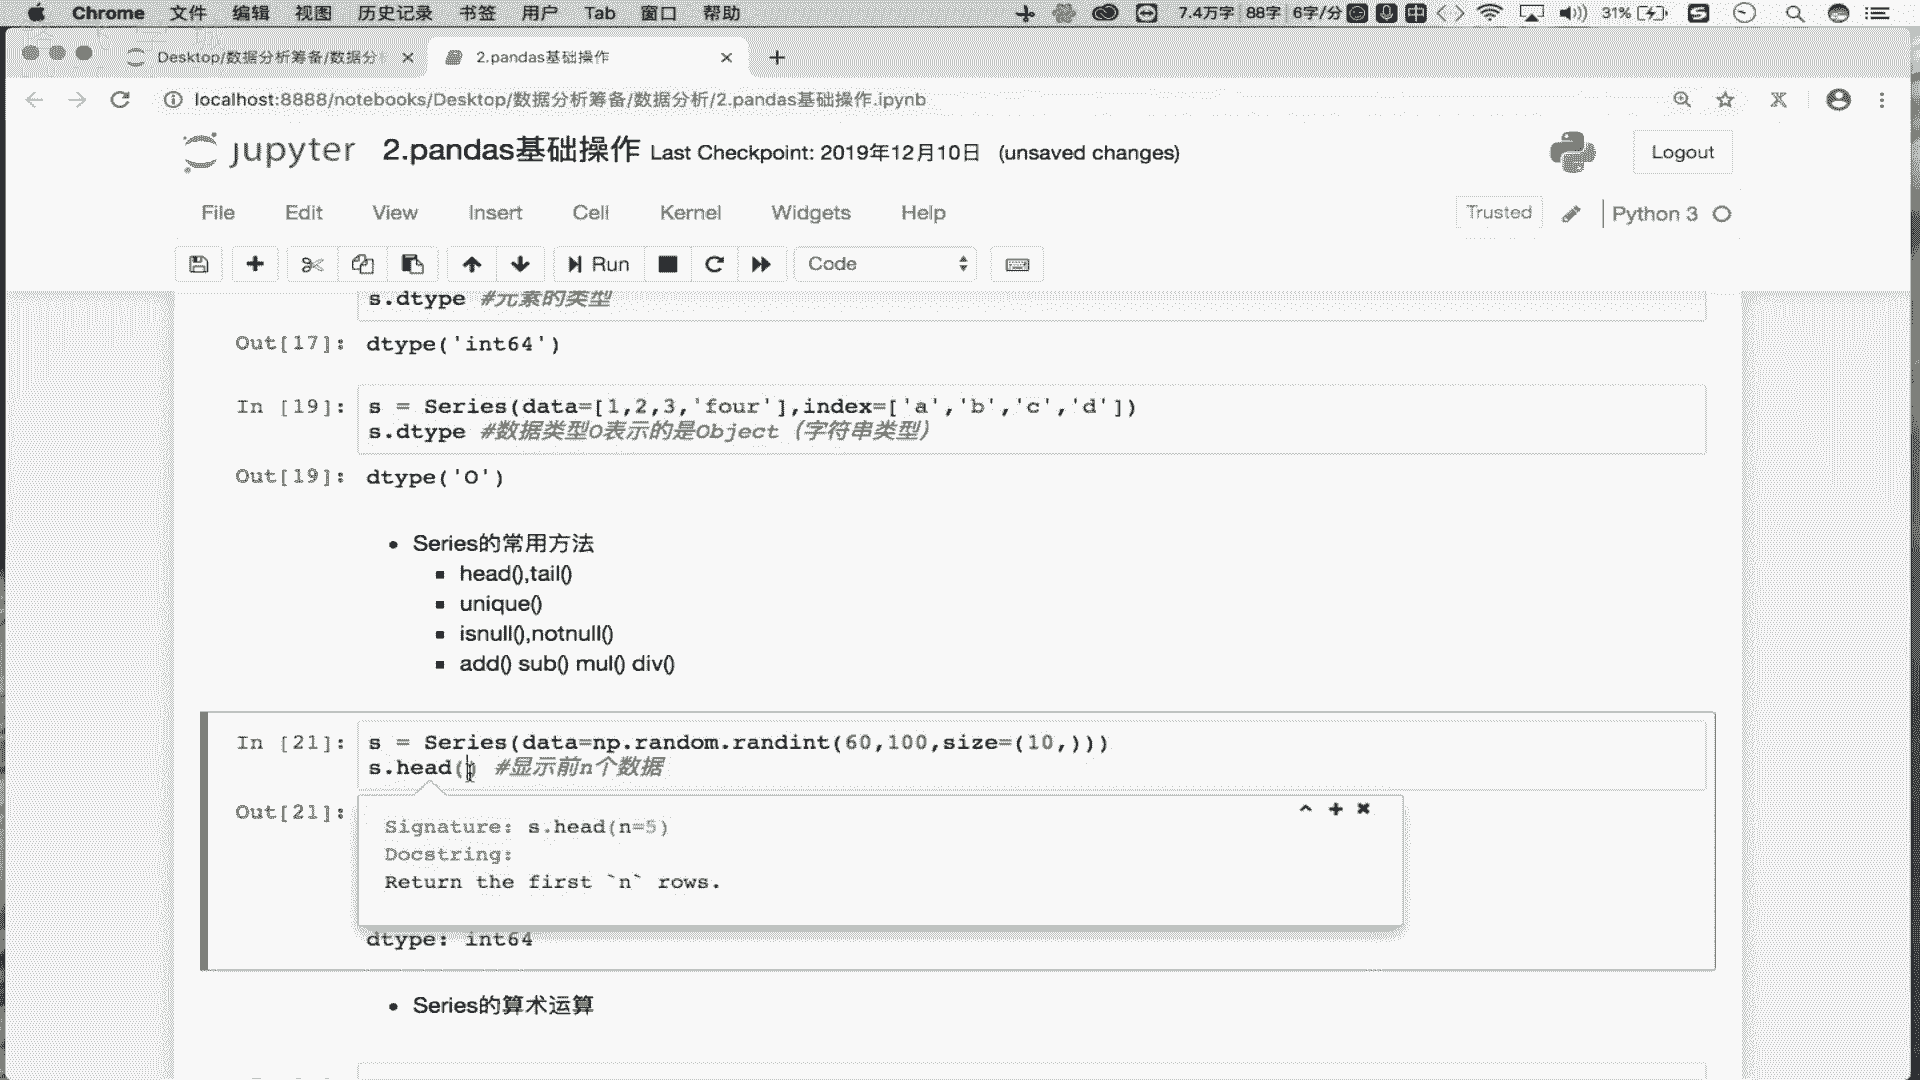 Chrome 文件 编辑 视图 历史记录 书签 用户 Tab 窗口 帮助 7.4万字 88字 6字/分 中 31%
Desktop/数据分析筹备/数据分 2.pandas基础操作
localhost:8888/notebooks/Desktop/数据分析筹备/数据分析/2.pandas基础操作.ipynb
jupyter 2.pandas基础操作 Last Checkpoint: 2019年12月10日 (unsaved changes) Logout
File Edit View Insert Cell Kernel Widgets Help Trusted Python 3
Run Code
s.dtype #元素的类型
Out[17]: dtype('int64')
In [19]: s = Series(data=[1,2,3,'four'],index=['a','b','c','d'])
s.dtype #数据类型O表示的是Object（字符串类型）
Out[19]: dtype('O')
Series的常用方法
head(),tail()
unique()
isnull(),notnull()
add() sub() mul() div()
In [21]: s = Series(data=np.random.randint(60,100,size=(10,)))
s.head() #显示前n个数据
Out[21]:
Signature: s.head(n=5)
Docstring:
Return the first `n` rows.
dtype: int64
Series的算术运算